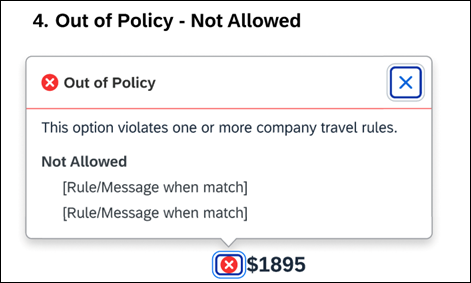 4. Out of Policy - Not Allowed
Out of Policy
This option violates one or more company travel rules.
Not Allowed
[Rule/Message when match]
[Rule/Message when match]
$1895